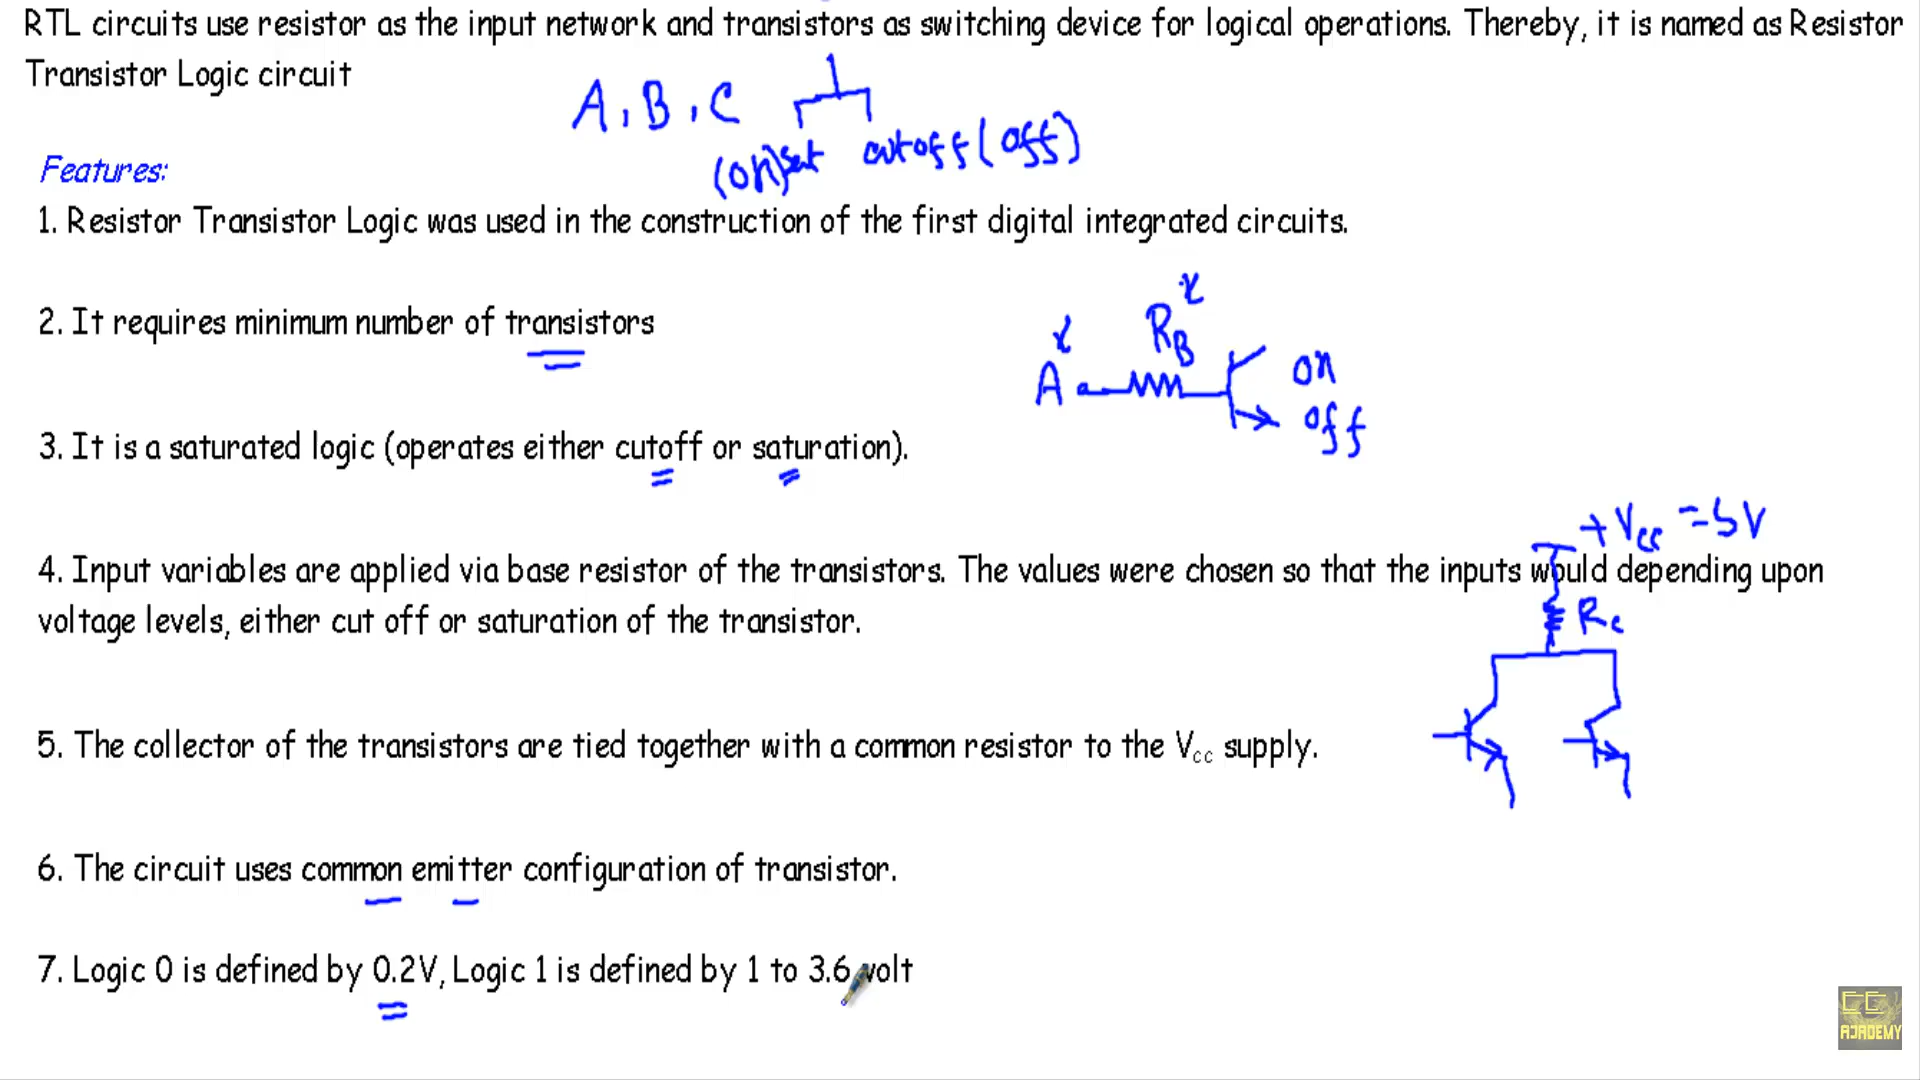 RTL circuits use resistor as the input network and transistors as switching device for logical operations. Thereby, it is named as Resistor
Transistor Logic circuit
A, B, C
(on) sat cutoff (off)
Features:
1. Resistor Transistor Logic was used in the construction of the first digital integrated circuits.
2. It requires minimum number of transistors
A RB on
off
3. It is a saturated logic (operates either cutoff or saturation).
+Vcc = 5V
4. Input variables are applied via base resistor of the transistors. The values were chosen so that the inputs would depending upon
voltage levels, either cut off or saturation of the transistor.
Rc
5. The collector of the transistors are tied together with a common resistor to the Vcc supply.
6. The circuit uses common emitter configuration of transistor.
7. Logic 0 is defined by 0.2V, Logic 1 is defined by 1 to 3.6 volt
EE
ACADEMY